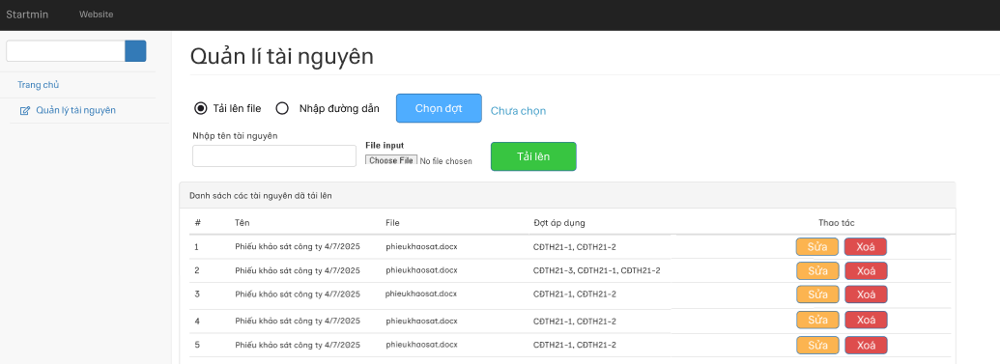 Startmin Website
Trang chủ
Quản lý tài nguyên
Quản lí tài nguyên
Tải lên file Nhập đường dẫn Chọn đợt Chưa chọn
Nhập tên tài nguyên
File input
Choose File No file chosen
Tải lên
Danh sách các tài nguyên dã tải lên
# Tên File Đợt áp dụng Thao tác
1 Phiếu khảo sát công ty 4/7/2025 phieukhaosat.docx CĐTH21-1, CĐTH21-2 Sửa Xoá
2 Phiếu khảo sát công ty 4/7/2025 phieukhaosat.docx CĐTH21-3, CĐTH21-1, CĐTH21-2 Sửa Xoá
3 Phiếu khảo sát công ty 4/7/2025 phieukhaosat.docx CĐTH21-1, CĐTH21-2 Sửa Xoá
4 Phiếu khảo sát công ty 4/7/2025 phieukhaosat.docx CĐTH21-1, CĐTH21-2 Sửa Xoá
5 Phiếu khảo sát công ty 4/7/2025 phieukhaosat.docx CĐTH21-1, CĐTH21-2 Sửa Xoá